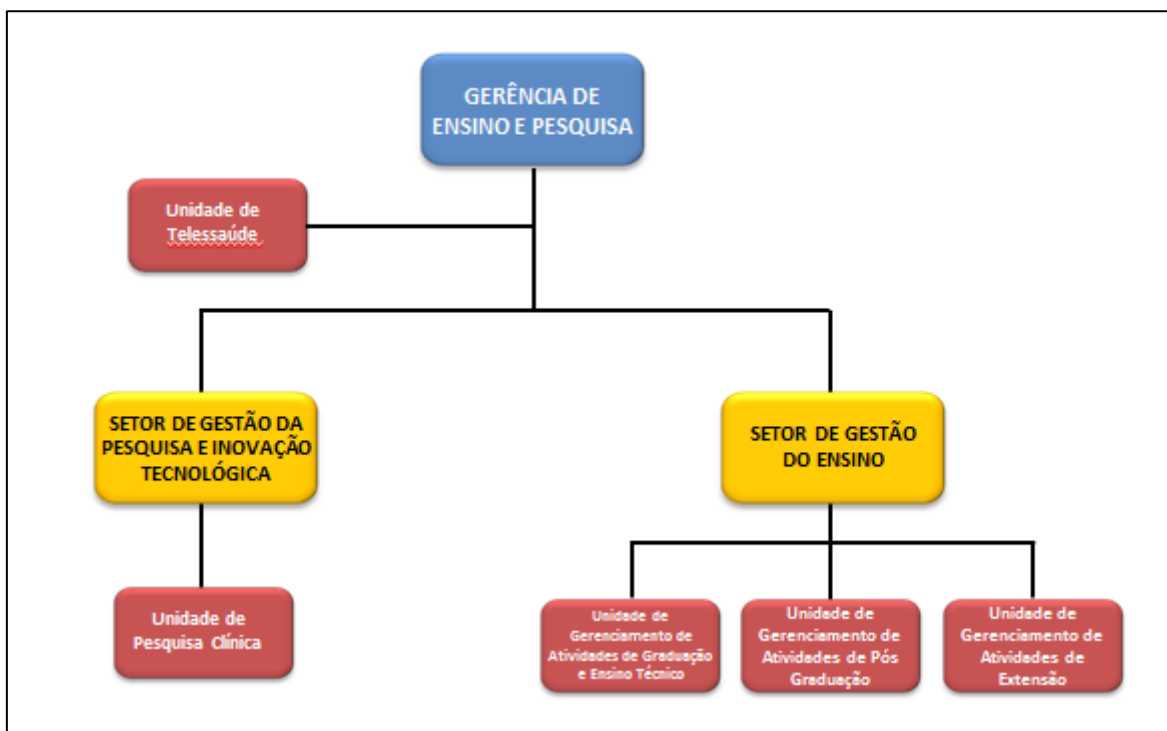 GERÊNCIA DE
ENSINO E PESQUISA
Unidade de
Telessaúde
SETOR DE GESTÃO DA
PESQUISA E INOVAÇÃO
TECNOLÓGICA
SETOR DE GESTÃO
DO ENSINO
Unidade de
Pesquisa Clínica
Unidade de
Gerenciamento de
Atividades de Graduação
e Ensino Técnico
Unidade de
Gerenciamento de
Atividades de Pós
Graduação
Unidade de
Gerenciamento de
Atividades de
Extensão